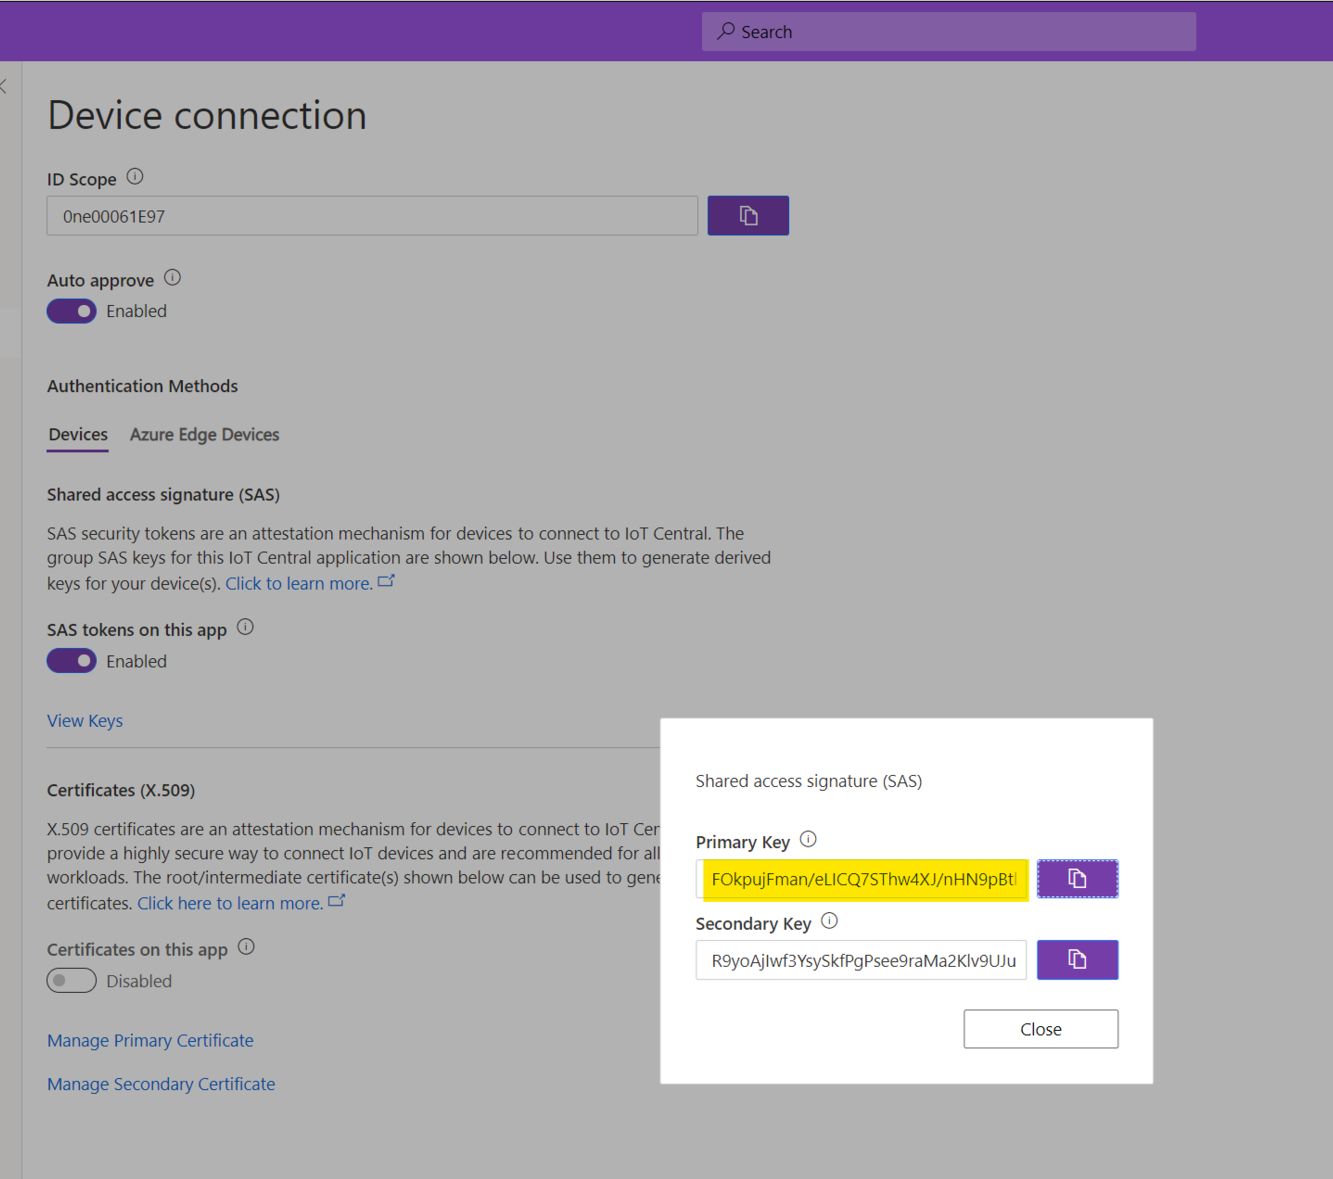 Search
Device connection
ID Scope
0ne00061E97
Auto approve
Enabled
Authentication Methods
Devices Azure Edge Devices
Shared access signature (SAS)
SAS security tokens are an attestation mechanism for devices to connect to IoT Central. The
group SAS keys for this IoT Central application are shown below. Use them to generate derived
keys for your device(s). Click to learn more.
SAS tokens on this app
Enabled
View Keys
Certificates (X.509)
X.509 certificates are an attestation mechanism for devices to connect to IoT Cer
provide a highly secure way to connect IoT devices and are recommended for all
workloads. The root/intermediate certificate(s) shown below can be used to gene
certificates. Click here to learn more.
Certificates on this app
Disabled
Manage Primary Certificate
Manage Secondary Certificate
Shared access signature (SAS)
Primary Key
FOkpujFman/eLICQ7SThw4XJ/nHN9pBt
Secondary Key
R9yoAjIwf3YsySkfPgPsee9raMa2Klv9UJu
Close